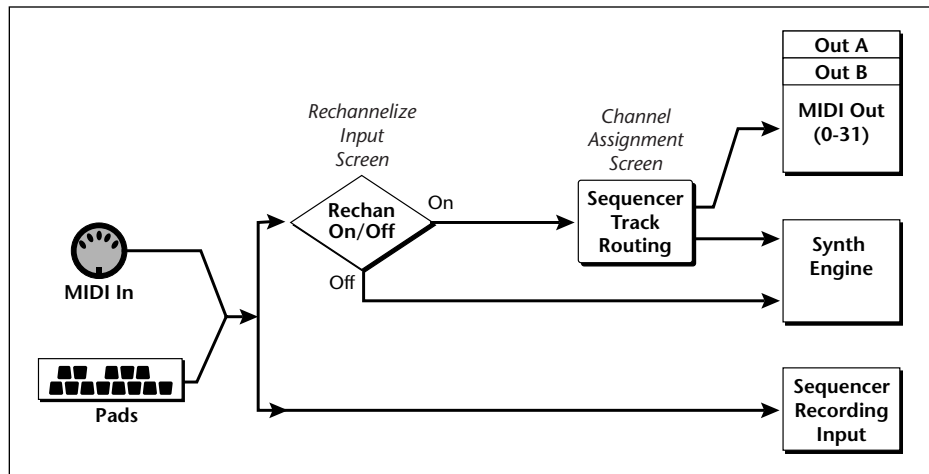 Out A
Out B
MIDI Out
(0-31)
Rechannelize
Input
Screen
Channel
Assignment
Screen
Rechan
On/Off
On
Off
Sequencer
Track
Routing
Synth
Engine
MIDI In
Pads
Sequencer
Recording
Input